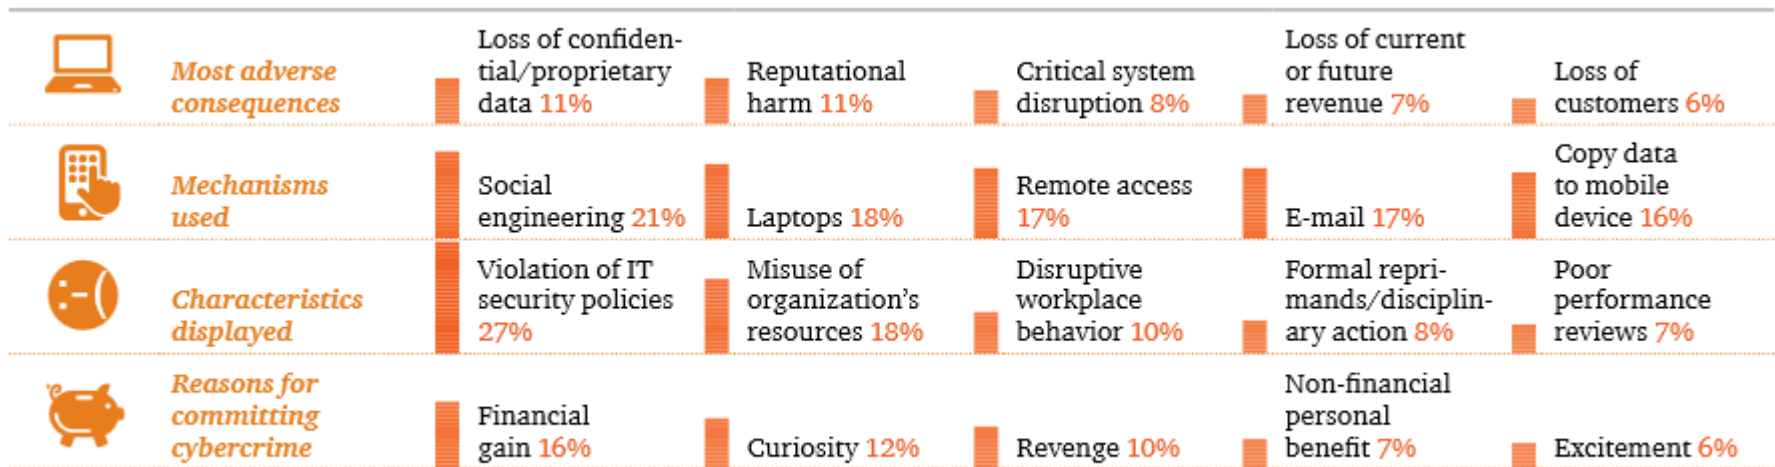 Most adverse
consequences
Loss of confiden-
tial/proprietary
data 11%
Reputational
harm 11%
Critical system
disruption 8%
Loss of current
or future
revenue 7%
Loss of
customers 6%
Mechanisms
used
Social
engineering 21%
Laptops 18%
Remote access
17%
E-mail 17%
Copy data
to mobile
device 16%
Characteristics
displayed
Violation of IT
security policies
27%
Misuse of
organization’s
resources 18%
Disruptive
workplace
behavior 10%
Formal repri-
mands/disciplin-
ary action 8%
Poor
performance
reviews 7%
Reasons for
committing
cybercrime
Financial
gain 16%
Curiosity 12%
Revenge 10%
Non-financial
personal
benefit 7%
Excitement 6%